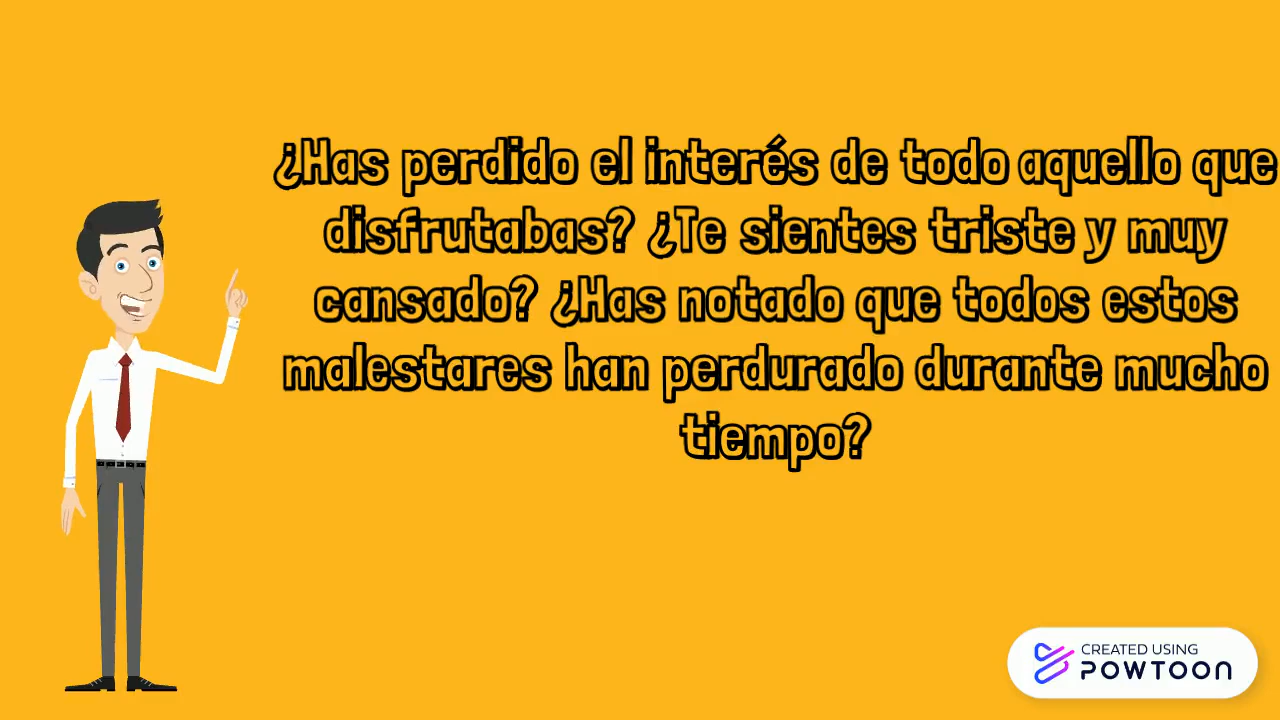 ¿Has perdido el interés de todo aquello que
disfrutabas? ¿Te sientes triste y muy
cansado? ¿Has notado que todos estos
malestares han perdurado durante mucho
tiempo?
CREATED USING
POWTOON